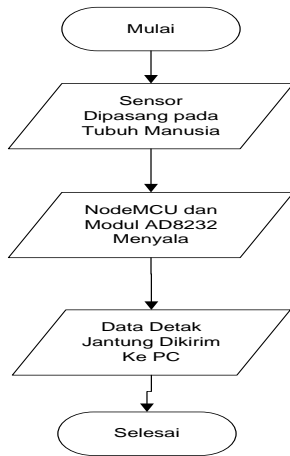 Mulai
Sensor
Dipasang pada
Tubuh Manusia
NodeMCU dan
Modul AD8232
Menyala
Data Detak
Jantung Dikirim
Ke PC
Selesai